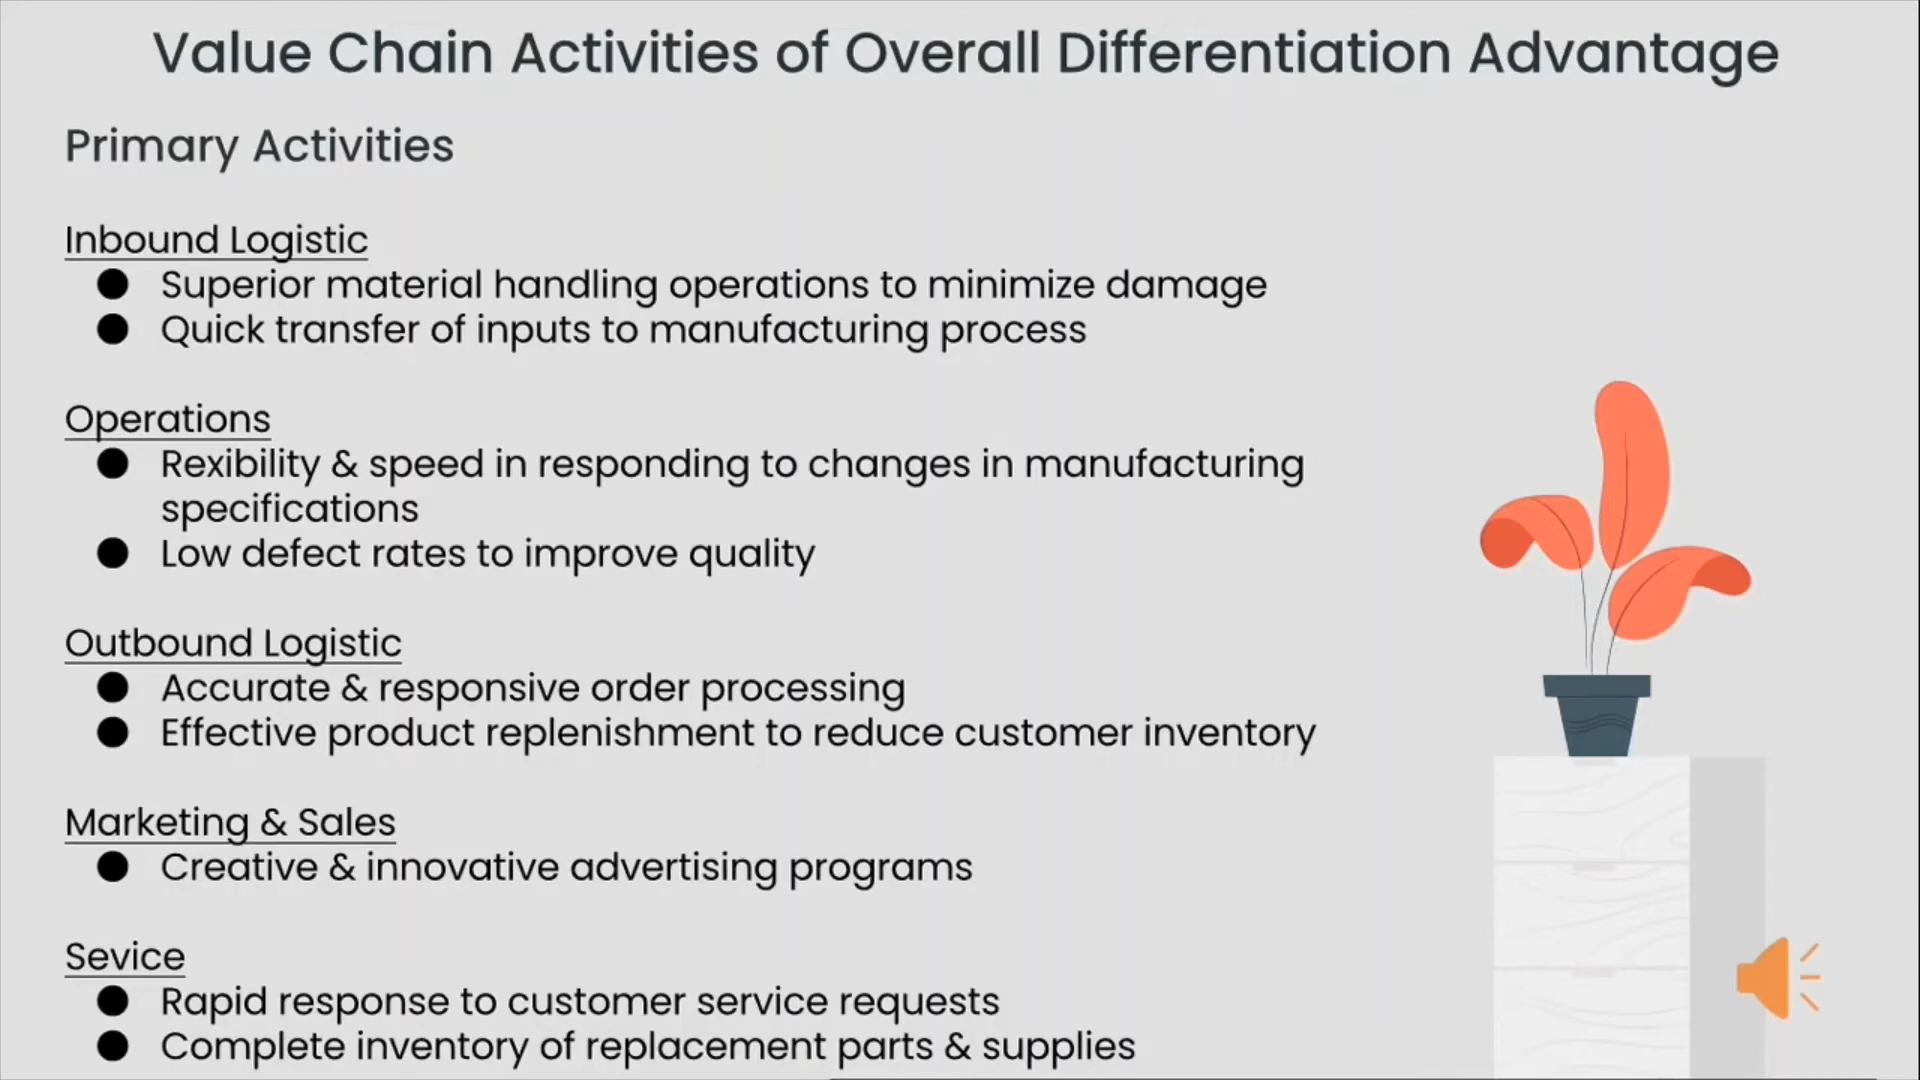 Value Chain Activities of Overall Differentiation Advantage
Primary Activities
Inbound Logistic
● Superior material handling operations to minimize damage
● Quick transfer of inputs to manufacturing process
Operations
● Rexibility & speed in responding to changes in manufacturing
specifications
● Low defect rates to improve quality
Outbound Logistic
● Accurate & responsive order processing
● Effective product replenishment to reduce customer inventory
Marketing & Sales
● Creative & innovative advertising programs
Sevice
● Rapid response to customer service requests
● Complete inventory of replacement parts & supplies